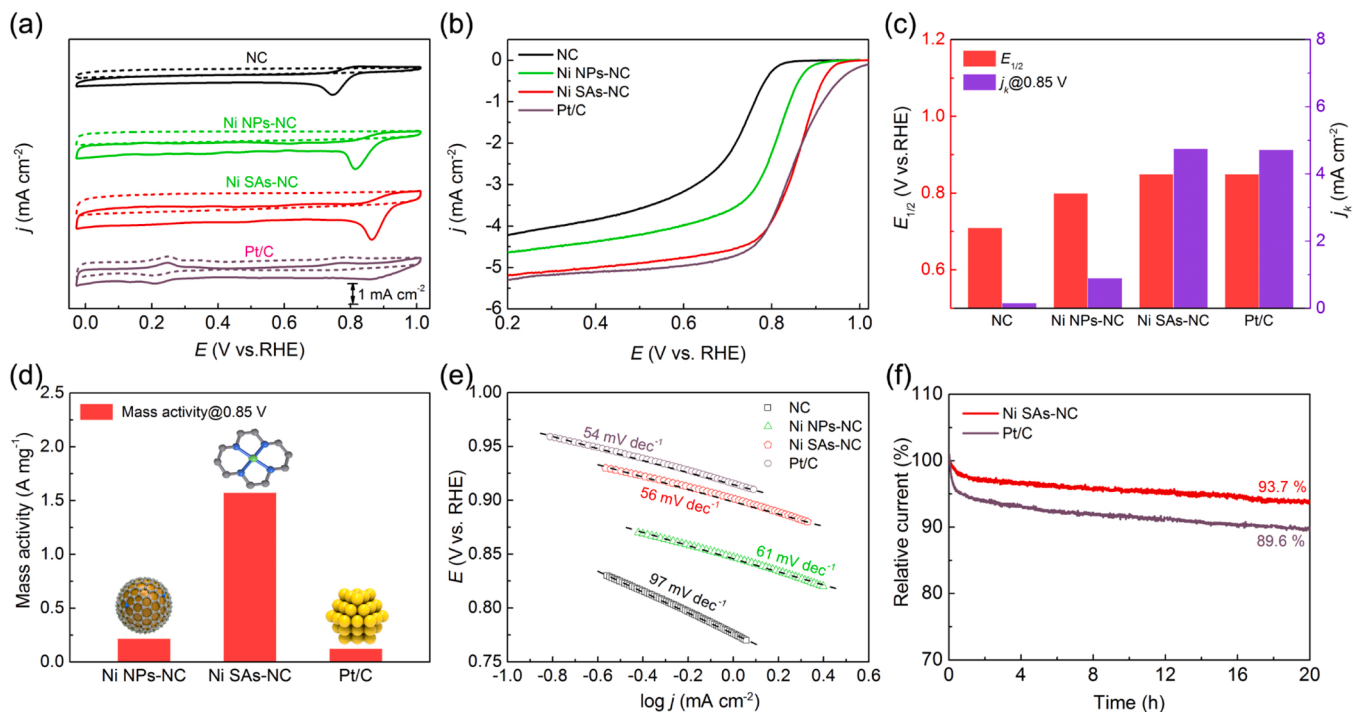 (a)
NC
Ni NPs-NC
Ni SAs-NC
Pt/C
1 mA cm⁻²
j (mA cm⁻²)
0.0 0.2 0.4 0.6 0.8 1.0
E (V vs.RHE)
(b)
NC
Ni NPs-NC
Ni SAs-NC
Pt/C
0
-1
-2
-3
-4
-5
-6
j (mA cm⁻²)
0.2 0.4 0.6 0.8 1.0
E (V vs. RHE)
(c)
E1/2
jk@0.85 V
1.2
1.0
0.8
0.6
E1/2 (V vs.RHE)
8
6
4
2
0
jk (mA cm⁻²)
NC Ni NPs-NC Ni SAs-NC Pt/C
(d)
Mass activity@0.85 V
2.5
2.0
1.5
1.0
0.5
0.0
Mass activity (A mg⁻¹)
Ni NPs-NC Ni SAs-NC Pt/C
(e)
NC
Ni NPs-NC
Ni SAs-NC
Pt/C
54 mV dec⁻¹
56 mV dec⁻¹
61 mV dec⁻¹
97 mV dec⁻¹
1.00
0.95
0.90
0.85
0.80
0.75
E (V vs. RHE)
-1.0 -0.8 -0.6 -0.4 -0.2 0.0 0.2 0.4 0.6
log j (mA cm⁻²)
(f)
Ni SAs-NC
Pt/C
93.7 %
89.6 %
110
100
90
80
70
Relative current (%)
0 4 8 12 16 20
Time (h)